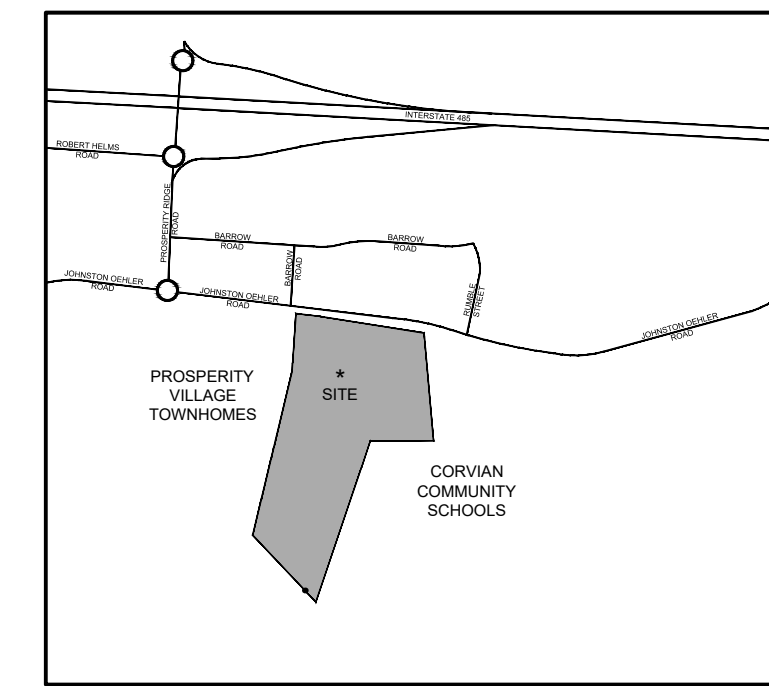 INTERSTATE 485
ROBERT HELMS
ROAD
PROSPERITY RIDGE
ROAD
BARROW
ROAD
BARROW
ROAD
BARROW
ROAD
JOHNSTON OEHLER
ROAD
JOHNSTON OEHLER
ROAD
RUMBLE
STREET
JOHNSTON OEHLER
ROAD
PROSPERITY
VILLAGE
TOWNHOMES
*
SITE
CORVIAN
COMMUNITY
SCHOOLS